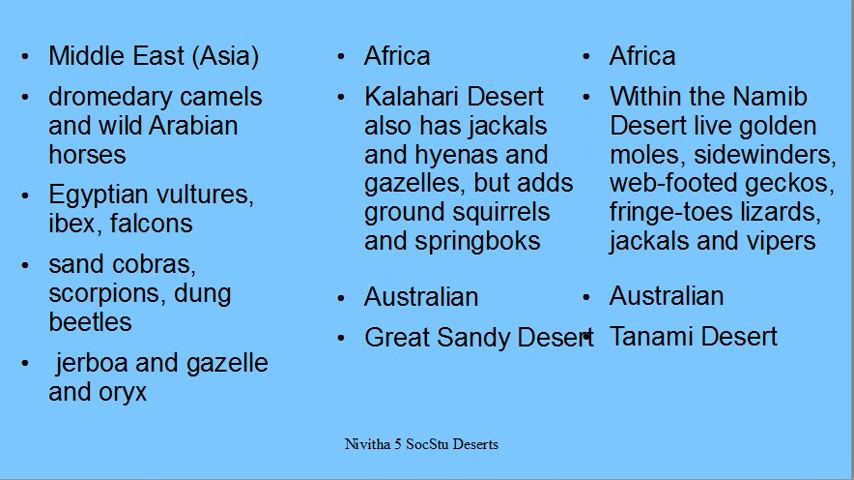 • Middle East (Asia)
• dromedary camels
and wild Arabian
horses
• Egyptian vultures,
ibex, falcons
• sand cobras,
scorpions, dung
beetles
• jerboa and gazelle
and oryx
• Africa
• Kalahari Desert
also has jackals
and hyenas and
gazelles, but adds
ground squirrels
and springboks
• Australian
• Great Sandy Desert
• Africa
• Within the Namib
Desert live golden
moles, sidewinders,
web-footed geckos,
fringe-toes lizards,
jackals and vipers
• Australian
• Tanami Desert
Nivitha 5 SocStu Deserts